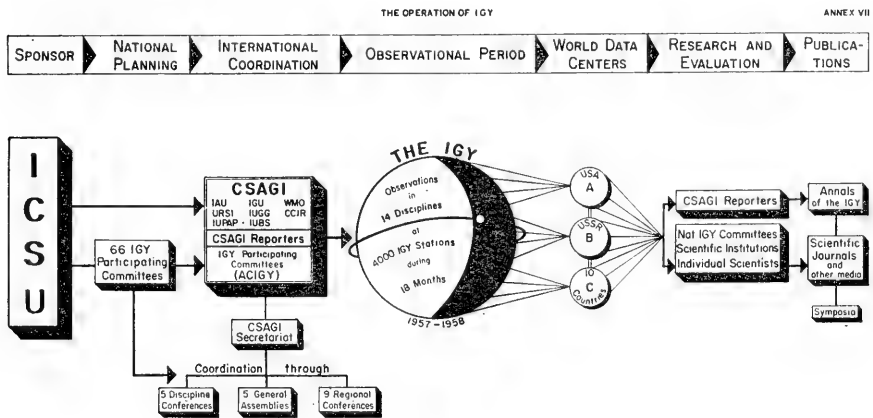 THE OPERATION OF IGY
ANNEX VII
SPONSOR
NATIONAL
PLANNING
INTERNATIONAL
COORDINATION
OBSERVATIONAL PERIOD
WORLD DATA
CENTERS
RESEARCH AND
EVALUATION
PUBLICA-
TIONS
I
C
S
U
66 IGY
Participating
Committees
CSAGI
IAU IGU WMO
URSI IUGG CCIR
IUPAP · IUBS
CSAGI Reporters
IGY Participating
Committees
(ACIGY)
CSAGI
Secretariat
Coordination through
5 Discipline
Conferences
5 General
Assemblies
9 Regional
Conferences
THE IGY
Observations
in
14 Disciplines
at
4000 IGY Stations
during
18 Months
1957-1958
USA
A
USSR
B
10
C
Countries
CSAGI Reporters
Nat IGY Committees
Scientific Institutions
Individual Scientists
Annals
of the IGY
Scientific
Journals
and
other media
Symposia